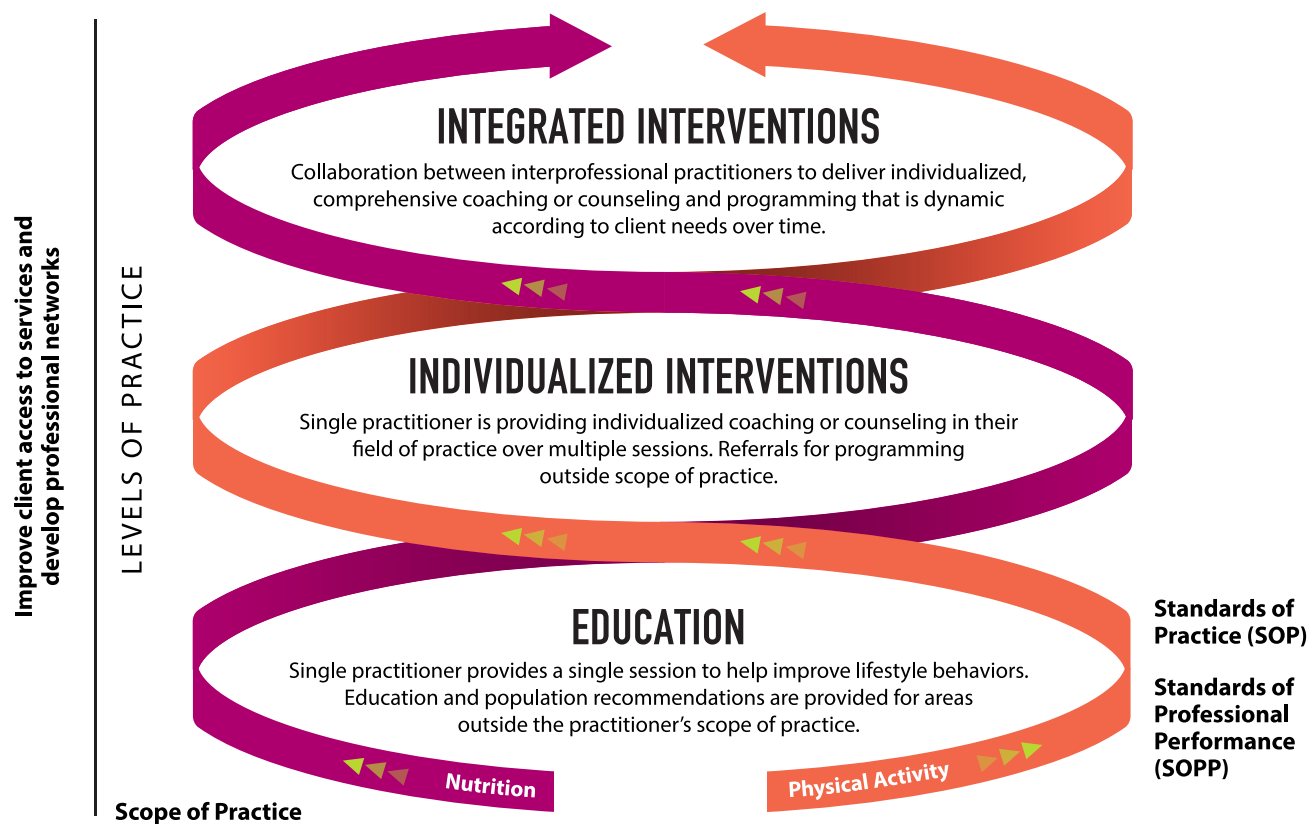 Improve client access to services and
develop professional networks
LEVELS OF PRACTICE
INTEGRATED INTERVENTIONS
Collaboration between interprofessional practitioners to deliver individualized,
comprehensive coaching or counseling and programming that is dynamic
according to client needs over time.
INDIVIDUALIZED INTERVENTIONS
Single practitioner is providing individualized coaching or counseling in their
field of practice over multiple sessions. Referrals for programming
outside scope of practice.
EDUCATION
Single practitioner provides a single session to help improve lifestyle behaviors.
Education and population recommendations are provided for areas
outside the practitioner’s scope of practice.
Nutrition
Physical Activity
Standards of
Practice (SOP)
Standards of
Professional
Performance
(SOPP)
Scope of Practice